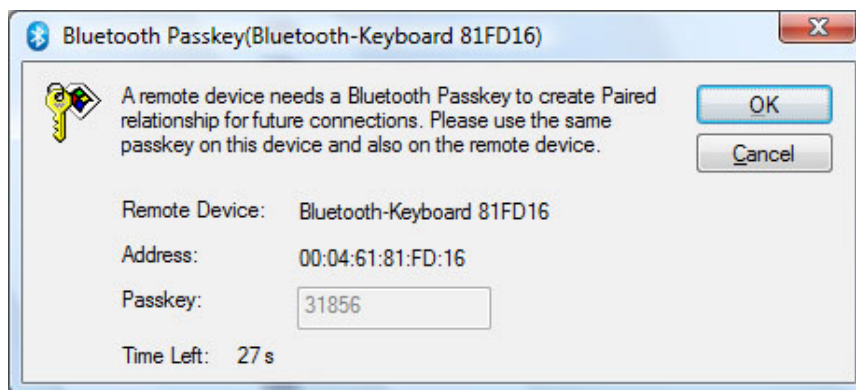 Bluetooth Passkey(Bluetooth-Keyboard 81FD16)
A remote device needs a Bluetooth Passkey to create Paired
relationship for future connections. Please use the same
passkey on this device and also on the remote device.
OK
Cancel
Remote Device: Bluetooth-Keyboard 81FD16
Address: 00:04:61:81:FD:16
Passkey: 31856
Time Left: 27 s